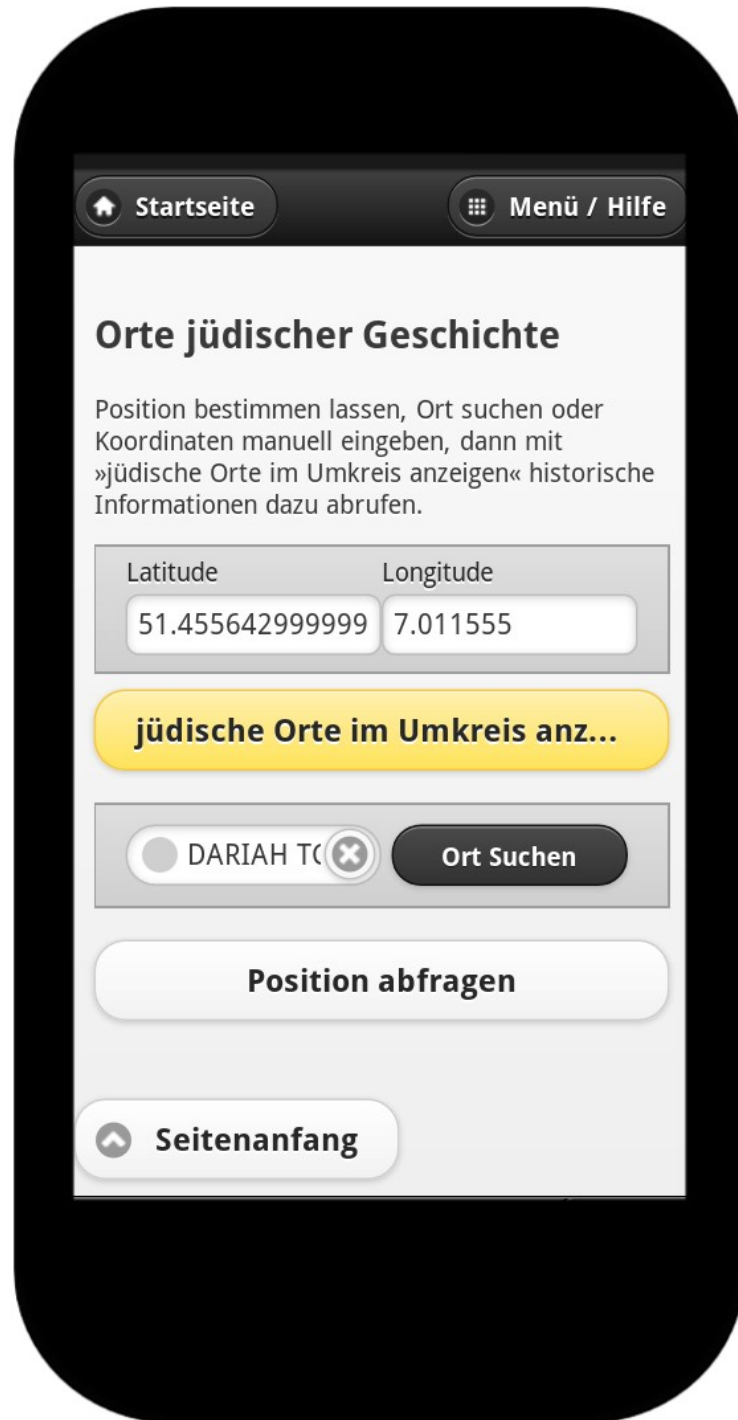 Startseite
Menü / Hilfe
Orte jüdischer Geschichte
Position bestimmen lassen, Ort suchen oder
Koordinaten manuell eingeben, dann mit
»jüdische Orte im Umkreis anzeigen« historische
Informationen dazu abrufen.
Latitude Longitude
51.455642999999 7.011555
jüdische Orte im Umkreis anz...
DARIAH Ort Suchen
Position abfragen
Seitenanfang